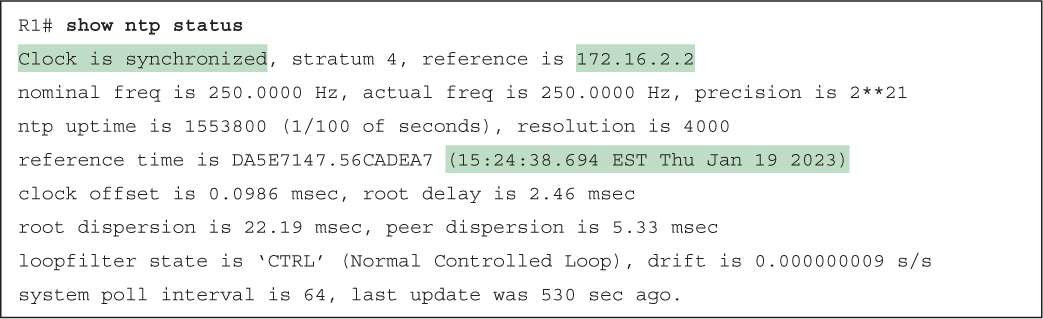 R1# show ntp status
Clock is synchronized, stratum 4, reference is 172.16.2.2
nominal freq is 250.0000 Hz, actual freq is 250.0000 Hz, precision is 2**21
ntp uptime is 1553800 (1/100 of seconds), resolution is 4000
reference time is DA5E7147.56CADEA7 (15:24:38.694 EST Thu Jan 19 2023)
clock offset is 0.0986 msec, root delay is 2.46 msec
root dispersion is 22.19 msec, peer dispersion is 5.33 msec
loopfilter state is ‘CTRL’ (Normal Controlled Loop), drift is 0.000000009 s/s
system poll interval is 64, last update was 530 sec ago.